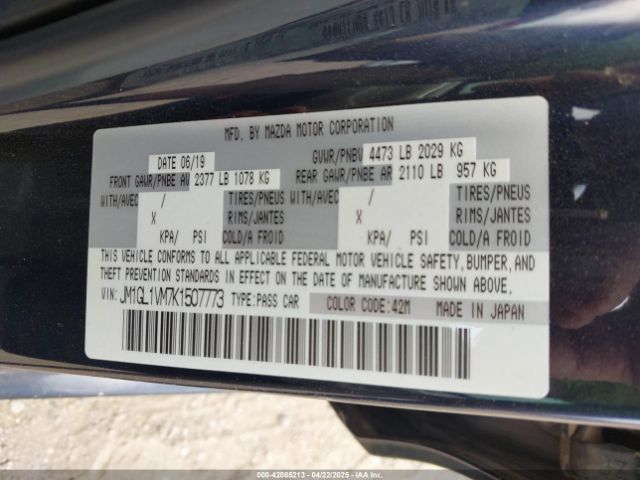 MFD. BY MAZDA MOTOR CORPORATION
DATE 06/19 GVWR/PNBV 4473 LB 2029 KG
FRONT GAWR/PNBE AV 2377 LB 1078 KG REAR GAWR/PNBE AR 2110 LB 957 KG
WITH/AVEC / TIRES/PNEUS WITH/AVEC / TIRES/PNEUS
X RIMS/JANTES X RIMS/JANTES
KPA/ PSI COLD/A FROID KPA/ PSI COLD/A FROID
THIS VEHICLE CONFORMS TO ALL APPLICABLE FEDERAL MOTOR VEHICLE SAFETY, BUMPER, AND
THEFT PREVENTION STANDARDS IN EFFECT ON THE DATE OF MANUFACTURE SHOWN ABOVE.
VIN: JM1GL1VM7K1507773 TYPE: PASS CAR COLOR CODE: 42M MADE IN JAPAN
000-42085213 04/22/2025 IAAI.COM